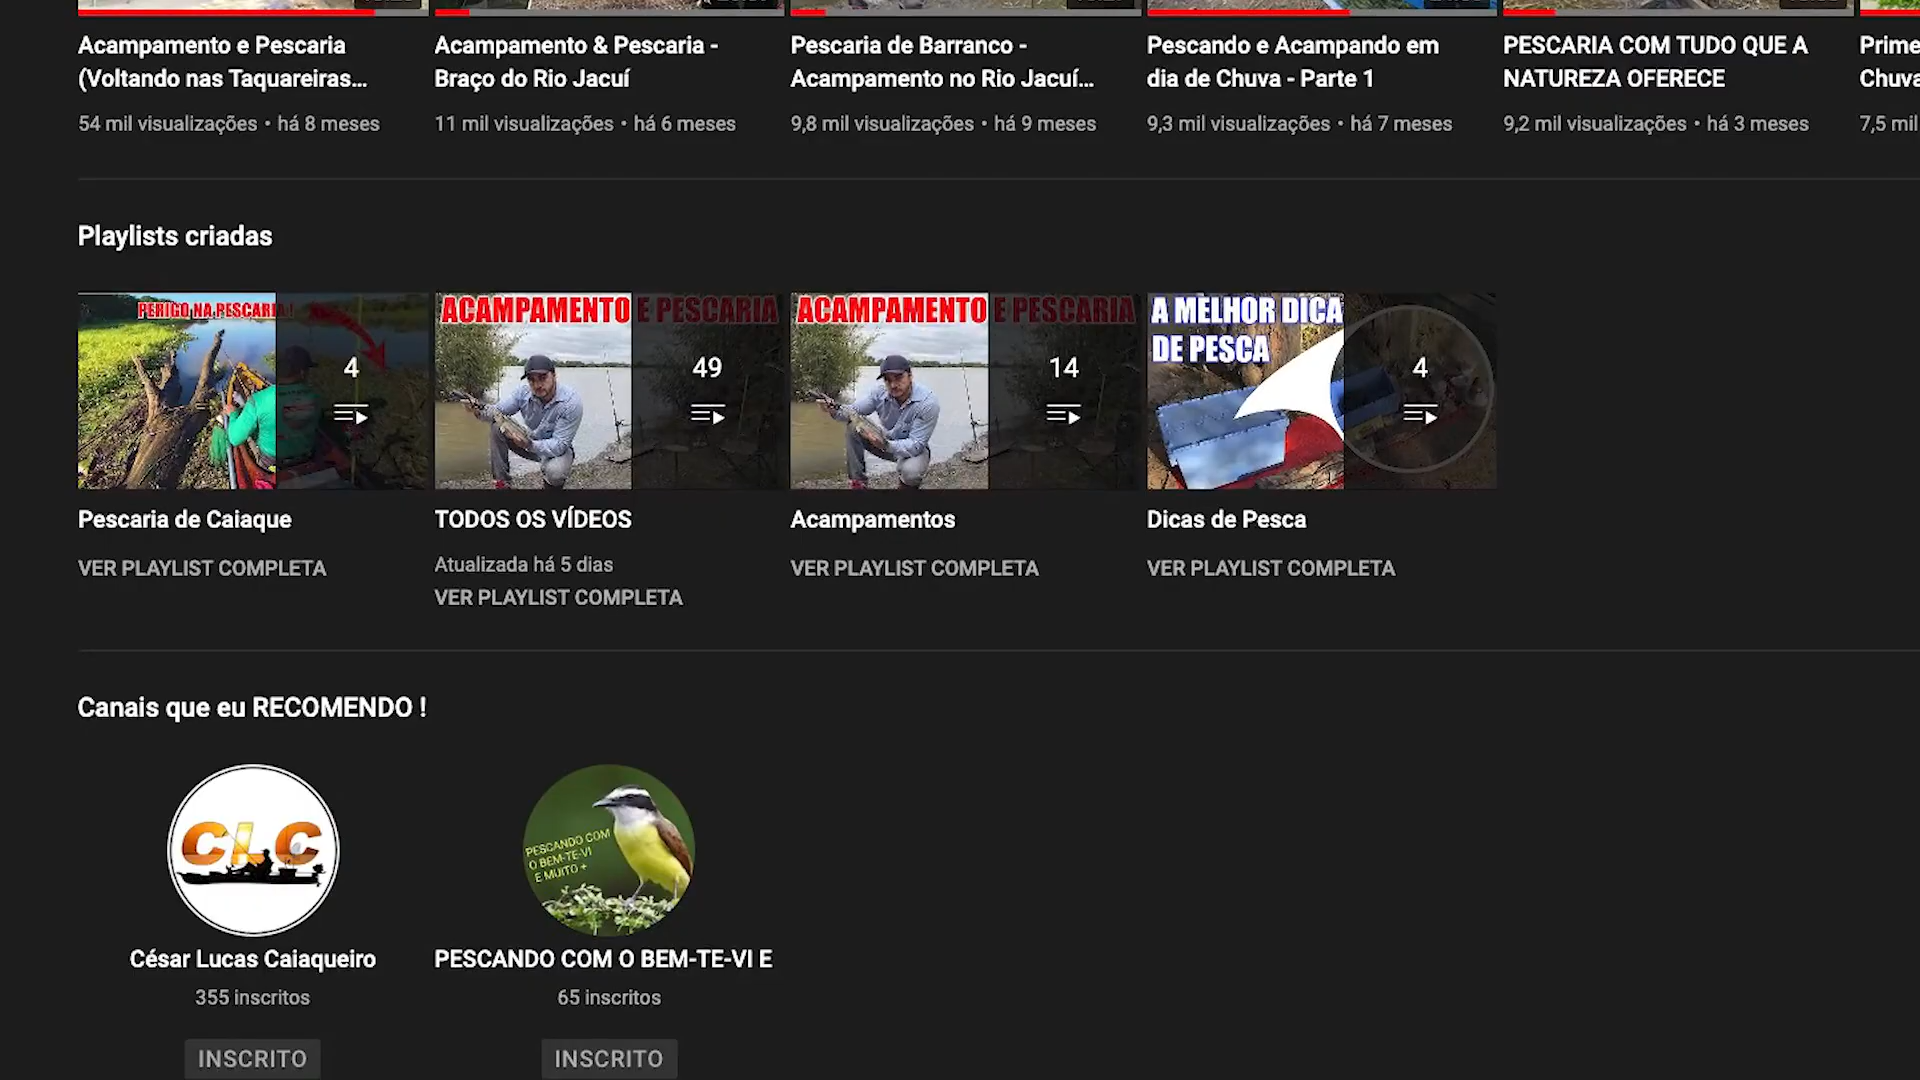 Acampamento e Pescaria
(Voltando nas Taquareiras...
54 mil visualizações • há 8 meses
Acampamento & Pescaria -
Braço do Rio Jacuí
11 mil visualizações • há 6 meses
Pescaria de Barranco -
Acampamento no Rio Jacuí...
9,8 mil visualizações • há 9 meses
Pescando e Acampando em
dia de Chuva - Parte 1
9,3 mil visualizações • há 7 meses
PESCARIA COM TUDO QUE A
NATUREZA OFERECE
9,2 mil visualizações • há 3 meses
Prime
Chuva
7,5 mil
Playlists criadas
PERIGO NA PESCARIA !
4
Pescaria de Caiaque
VER PLAYLIST COMPLETA
ACAMPAMENTO E PESCARIA
49
TODOS OS VÍDEOS
Atualizada há 5 dias
VER PLAYLIST COMPLETA
ACAMPAMENTO E PESCARIA
14
Acampamentos
VER PLAYLIST COMPLETA
A MELHOR DICA
DE PESCA
4
Dicas de Pesca
VER PLAYLIST COMPLETA
Canais que eu RECOMENDO !
CLC
César Lucas Caiaqueiro
355 inscritos
INSCRITO
PESCANDO COM
O BEM-TE-VI
E MUITO +
PESCANDO COM O BEM-TE-VI E
65 inscritos
INSCRITO